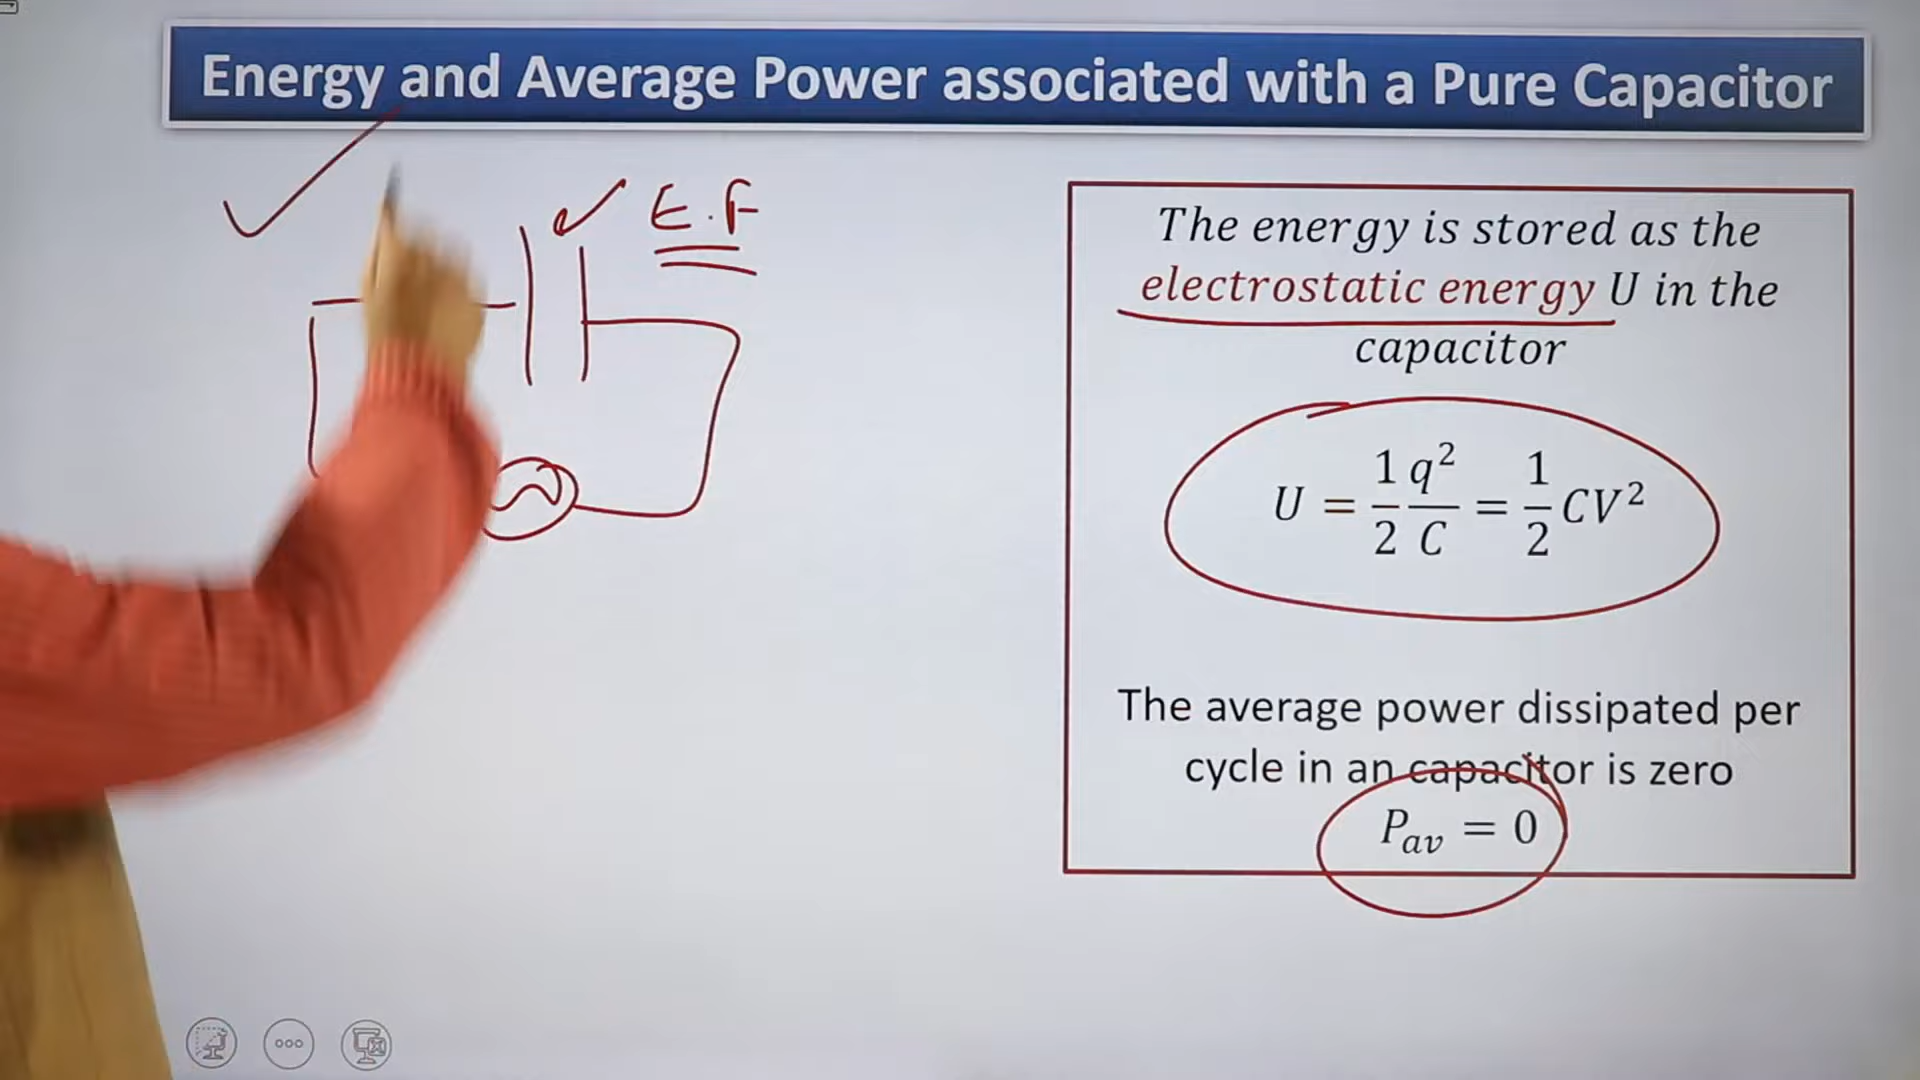 Energy and Average Power associated with a Pure Capacitor
E.F
The energy is stored as the
electrostatic energy U in the
capacitor
U = 1/2 q²/C = 1/2 CV²
The average power dissipated per
cycle in an capacitor is zero
P_av = 0